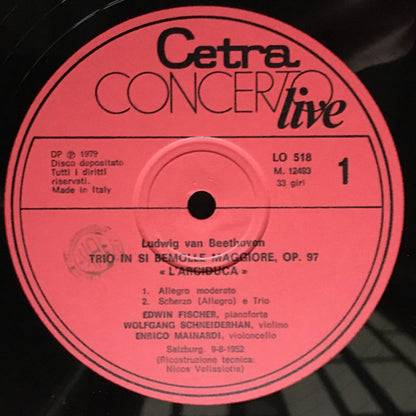 Cetra
CONCERTO
live
DP Ⓟ 1979
Disco depositato
Tutti i diritti
riservati.
Made in Italy
LO 518
M. 12493
33 giri
1
Ludwig van Beethoven
TRIO IN SI BEMOLLE MAGGIORE, OP. 97
« L'ARCIDUCA »
1. Allegro moderato
2. Scherzo (Allegro) e Trio
EDWIN FISCHER, pianoforte
WOLFGANG SCHNEIDERHAN, violino
ENRICO MAINARDI, violoncello
Salzburg. 9-8-1952
(Ricostruzione tecnica:
Nicos Velissiotis)